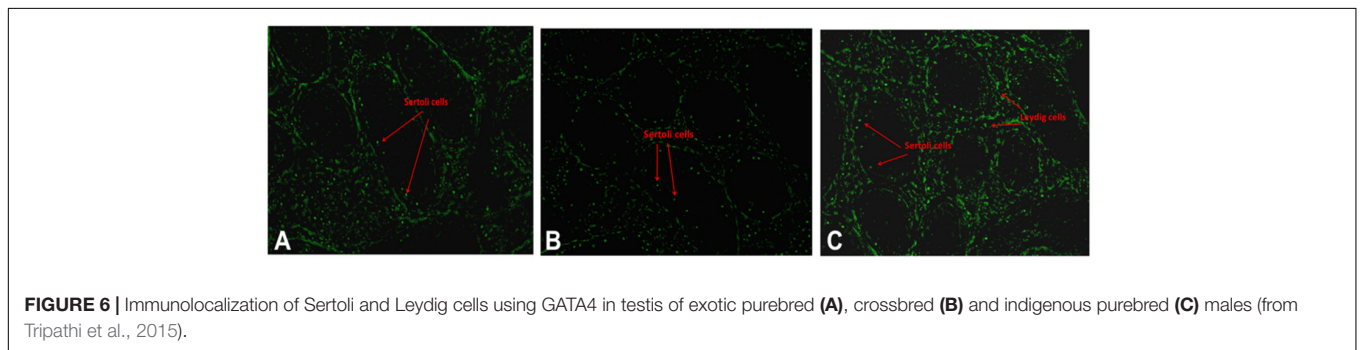 Sertoli cells
A
Sertoli cells
B
Leydig cells
Sertoli cells
C
FIGURE 6 | Immunolocalization of Sertoli and Leydig cells using GATA4 in testis of exotic purebred (A), crossbred (B) and indigenous purebred (C) males (from
Tripathi et al., 2015).